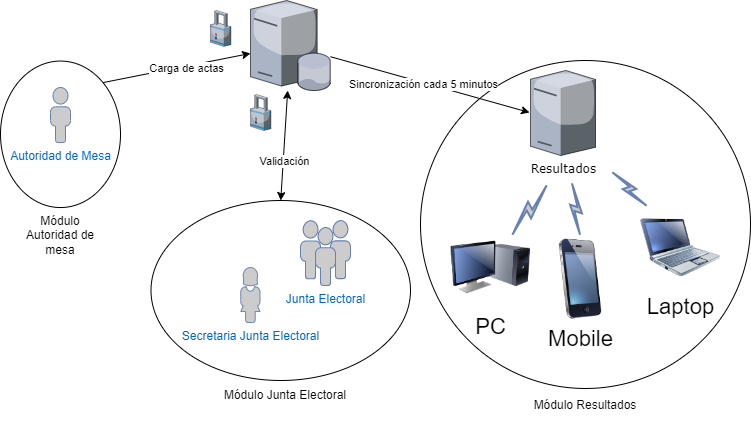 Carga de actas
Sincronización cada 5 minutos
Autoridad de Mesa
Validación
Resultados
Módulo
Autoridad de
mesa
Junta Electoral
Secretaria Junta Electoral
PC
Mobile
Laptop
Módulo Junta Electoral
Módulo Resultados